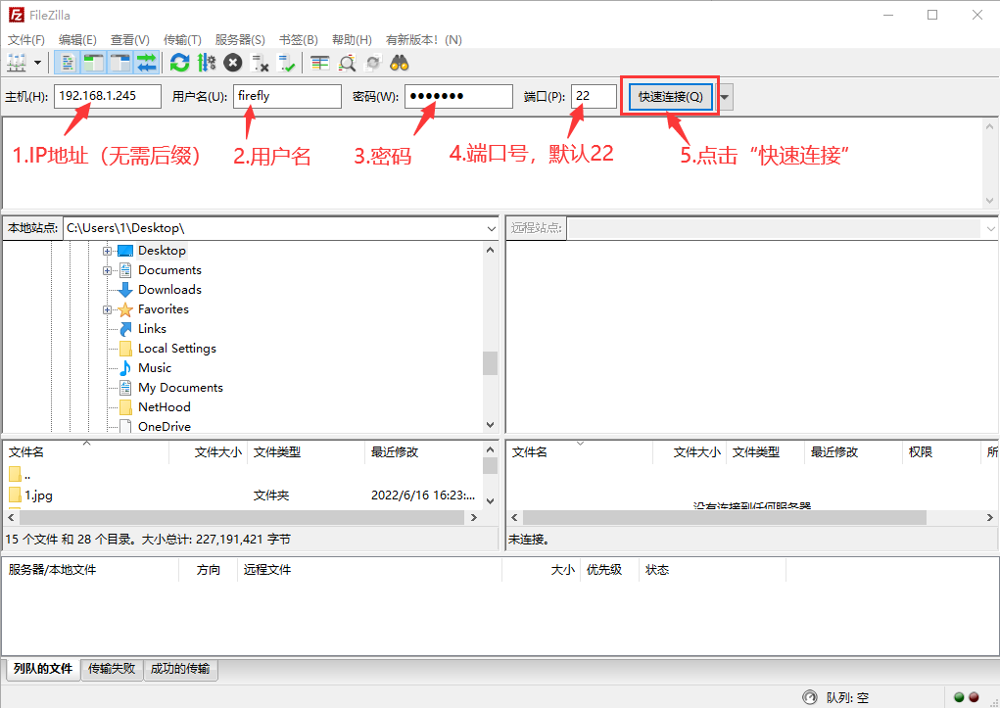 FileZilla
文件(F) 编辑(E) 查看(V) 传输(T) 服务器(S) 书签(B) 帮助(H) 有新版本! (N)
主机(H): 192.168.1.245 用户名(U): firefly 密码(W): ●●●●●●● 端口(P): 22 快速连接(Q)
1.IP地址（无需后缀） 2.用户名 3.密码 4.端口号，默认22 5.点击“快速连接”
本地站点: C:\Users\1\Desktop\ 远程站点:
Desktop
Documents
Downloads
Favorites
Links
Local Settings
Music
My Documents
NetHood
OneDrive
文件名 文件大小 文件类型 最近修改 文件名 文件大小 文件类型 最近修改 权限 所
..
1.jpg 文件夹 2022/6/16 16:23:... 没有连接到任何服务器
15 个文件 和 28 个目录。大小总计: 227,191,421 字节 未连接。
服务器/本地文件 方向 远程文件 大小 优先级 状态
列队的文件 传输失败 成功的传输
队列: 空